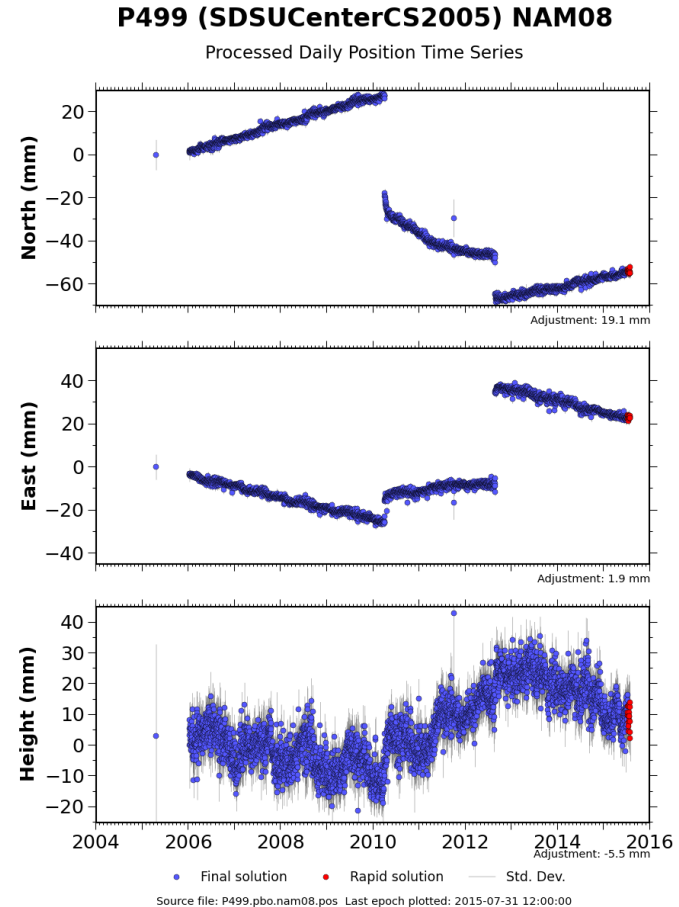 P499 (SDSUCenterCS2005) NAM08
Processed Daily Position Time Series
North (mm)
20
0
−20
−40
−60
Adjustment: 19.1 mm
East (mm)
40
20
0
−20
−40
Adjustment: 1.9 mm
Height (mm)
40
30
20
10
0
−10
−20
2004 2006 2008 2010 2012 2014 2016
Adjustment: -5.5 mm
Final solution Rapid solution Std. Dev.
Source file: P499.pbo.nam08.pos Last epoch plotted: 2015-07-31 12:00:00